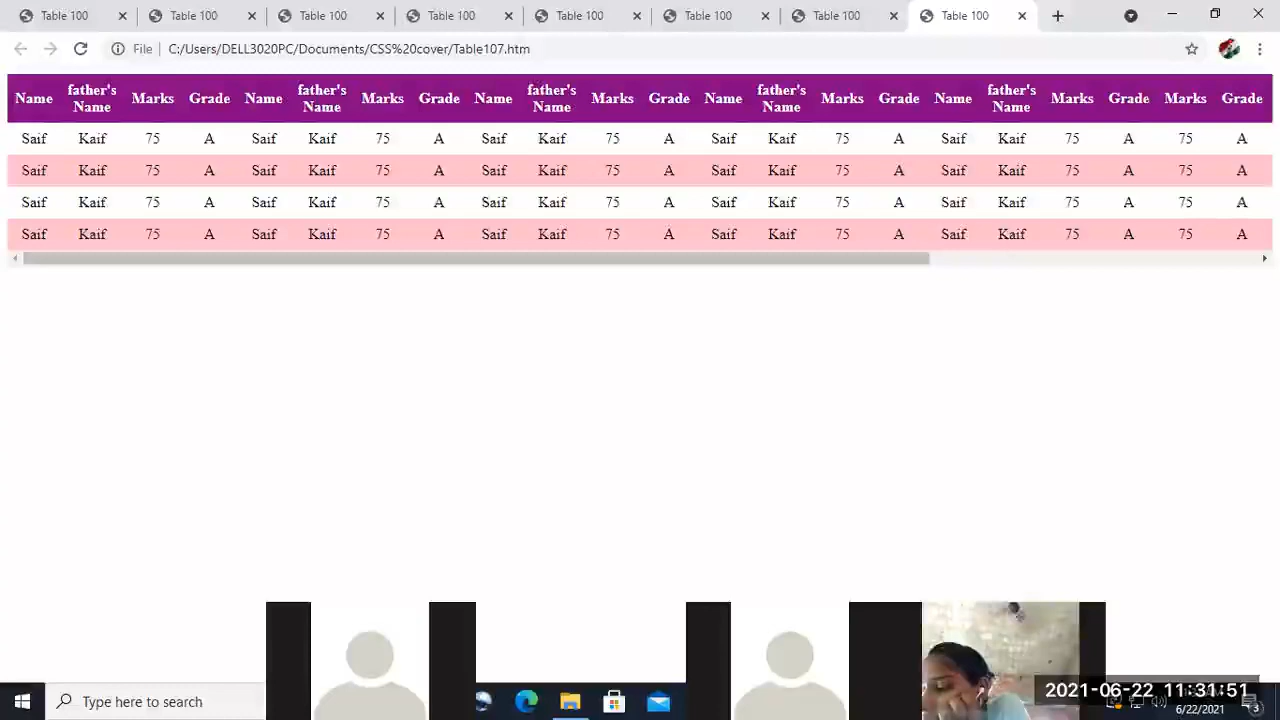 Table 100 Table 100 Table 100 Table 100 Table 100 Table 100 Table 100 Table 100
File C:/Users/DELL3020PC/Documents/CSS%20cover/Table107.htm
Name father's Name Marks Grade Name father's Name Marks Grade Name father's Name Marks Grade Name father's Name Marks Grade Name father's Name Marks Grade Marks Grade
Saif Kaif 75 A Saif Kaif 75 A Saif Kaif 75 A Saif Kaif 75 A Saif Kaif 75 A 75 A
Saif Kaif 75 A Saif Kaif 75 A Saif Kaif 75 A Saif Kaif 75 A Saif Kaif 75 A 75 A
Saif Kaif 75 A Saif Kaif 75 A Saif Kaif 75 A Saif Kaif 75 A Saif Kaif 75 A 75 A
Saif Kaif 75 A Saif Kaif 75 A Saif Kaif 75 A Saif Kaif 75 A Saif Kaif 75 A 75 A
Type here to search
2021-06-22 11:31:51
6/22/2021 3